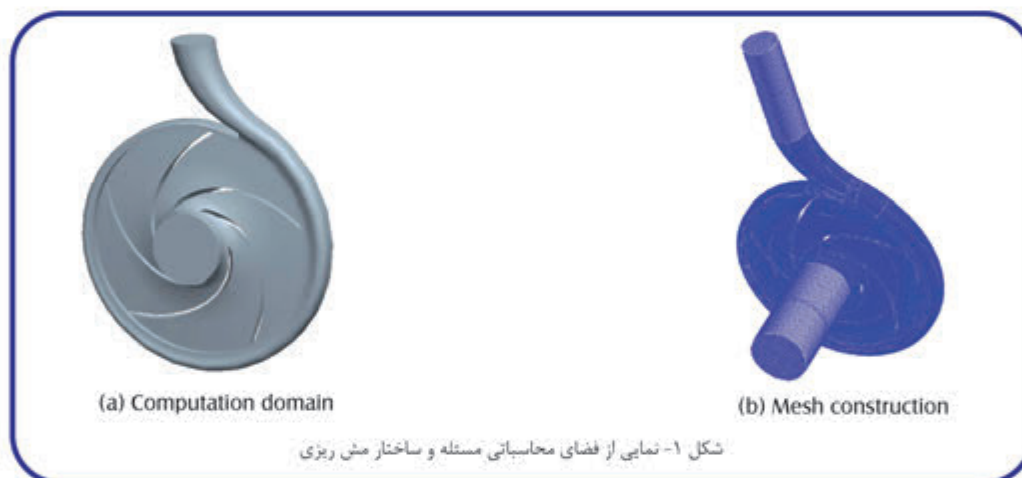 (a) Computation domain
(b) Mesh construction
شکل ۱- نمایی از فضای محاسباتی مسئله و ساختار مش ریزی